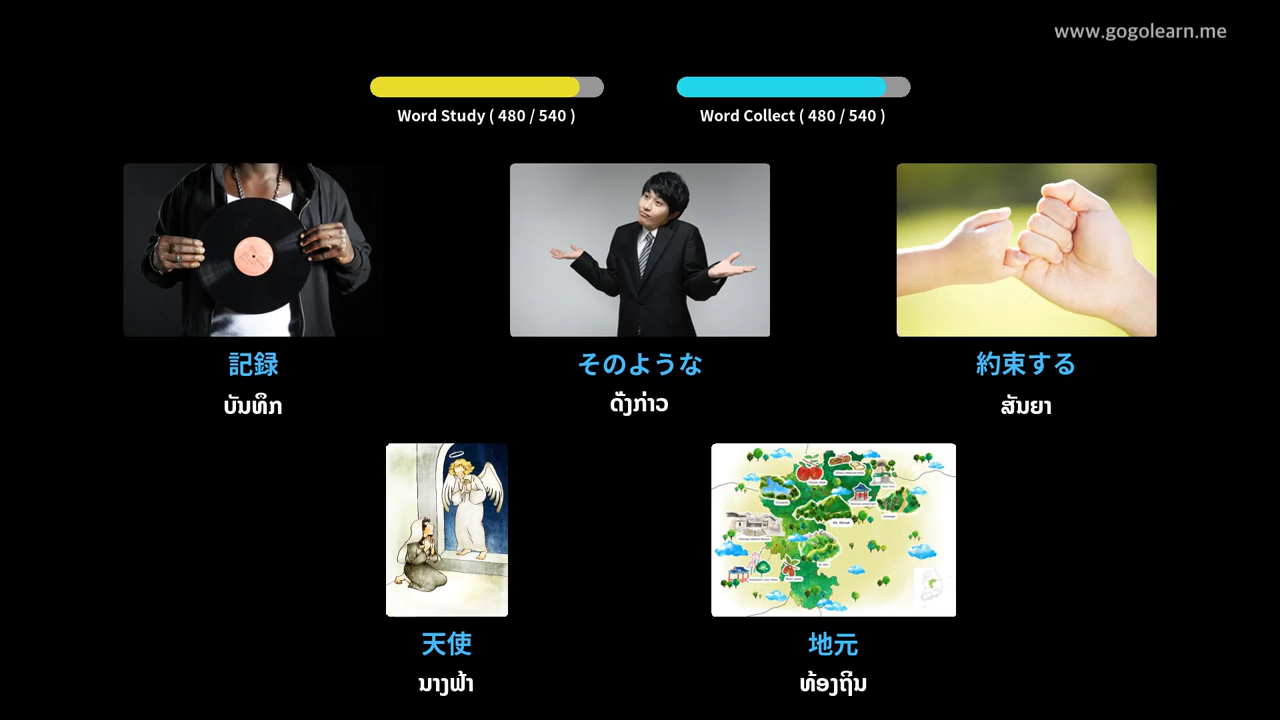 www.gogolearn.me
Word Study ( 480 / 540 )
Word Collect ( 480 / 540 )
記録
そのような
約束する
ບັນທຶກ
ດັ່ງກ່າວ
ສັນຍາ
天使
地元
ນາງຟ້າ
ທ້ອງຖິ່ນ